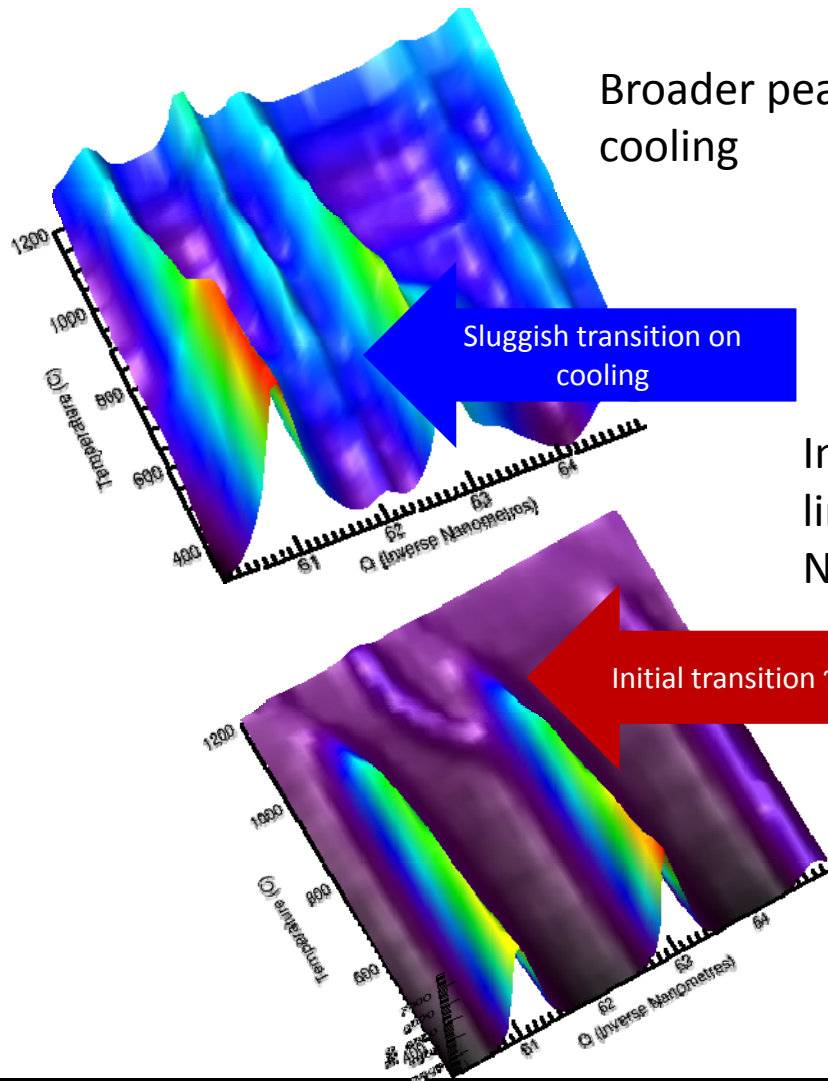 Broader pea
cooling
1200
1000
800
600
400
Temperature (C)
Sluggish transition on
cooling
61
62
63
64
Q (Inverse Nanometres)
In
lin
N
Initial transition
1200
1000
800
600
400
Temperature (C)
61
62
63
64
Q (Inverse Nanometres)